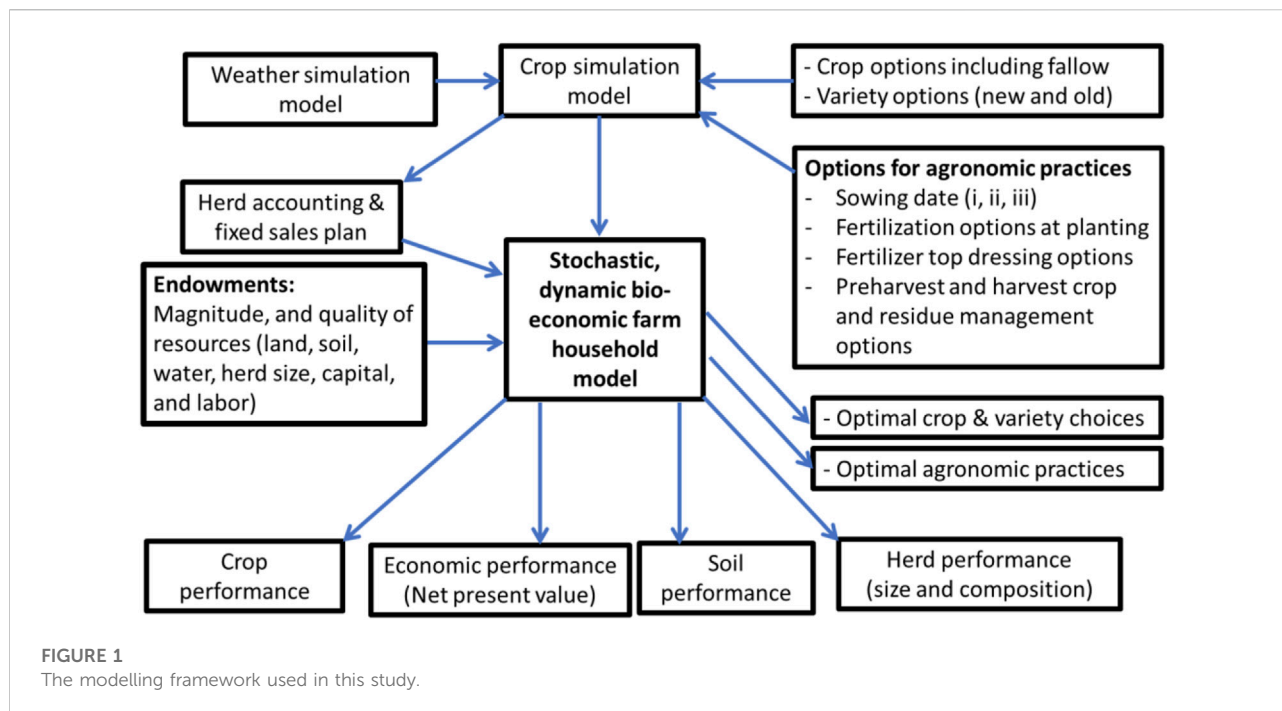 Weather simulation
model
Crop simulation
model
- Crop options including fallow
- Variety options (new and old)
Herd accounting &
fixed sales plan
Options for agronomic practices
- Sowing date (i, ii, iii)
- Fertilization options at planting
- Fertilizer top dressing options
- Preharvest and harvest crop
and residue management
options
Endowments:
Magnitude, and quality of
resources (land, soil,
water, herd size, capital,
and labor)
Stochastic,
dynamic bio-
economic farm
household
model
- Optimal crop & variety choices
- Optimal agronomic practices
Crop
performance
Economic performance
(Net present value)
Soil
performance
Herd performance
(size and composition)
FIGURE 1
The modelling framework used in this study.